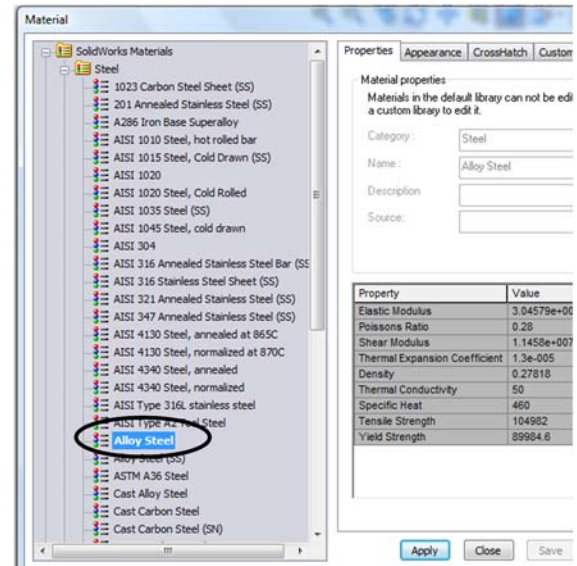 Material
SolidWorks Materials
Steel
1023 Carbon Steel Sheet (SS)
201 Annealed Stainless Steel (SS)
A286 Iron Base Superalloy
AISI 1010 Steel, hot rolled bar
AISI 1015 Steel, Cold Drawn (SS)
AISI 1020
AISI 1020 Steel, Cold Rolled
AISI 1035 Steel (SS)
AISI 1045 Steel, cold drawn
AISI 304
AISI 316 Annealed Stainless Steel Bar (SS
AISI 316 Stainless Steel Sheet (SS)
AISI 321 Annealed Stainless Steel (SS)
AISI 347 Annealed Stainless Steel (SS)
AISI 4130 Steel, annealed at 865C
AISI 4130 Steel, normalized at 870C
AISI 4340 Steel, annealed
AISI 4340 Steel, normalized
AISI Type 316L stainless steel
AISI Type A2 Tool Steel
Alloy Steel
Alloy Steel (SS)
ASTM A36 Steel
Cast Alloy Steel
Cast Carbon Steel
Cast Carbon Steel (SN)
Properties Appearance CrossHatch Custom
Material properties
Materials in the default library can not be edi
a custom library to edit it.
Category : Steel
Name : Alloy Steel
Description
Source:
Property Value
Elastic Modulus 3.04579e+00
Poissons Ratio 0.28
Shear Modulus 1.1458e+007
Thermal Expansion Coefficient 1.3e-005
Density 0.27818
Thermal Conductivity 50
Specific Heat 460
Tensile Strength 104982
Yield Strength 89984.6
Apply Close Save